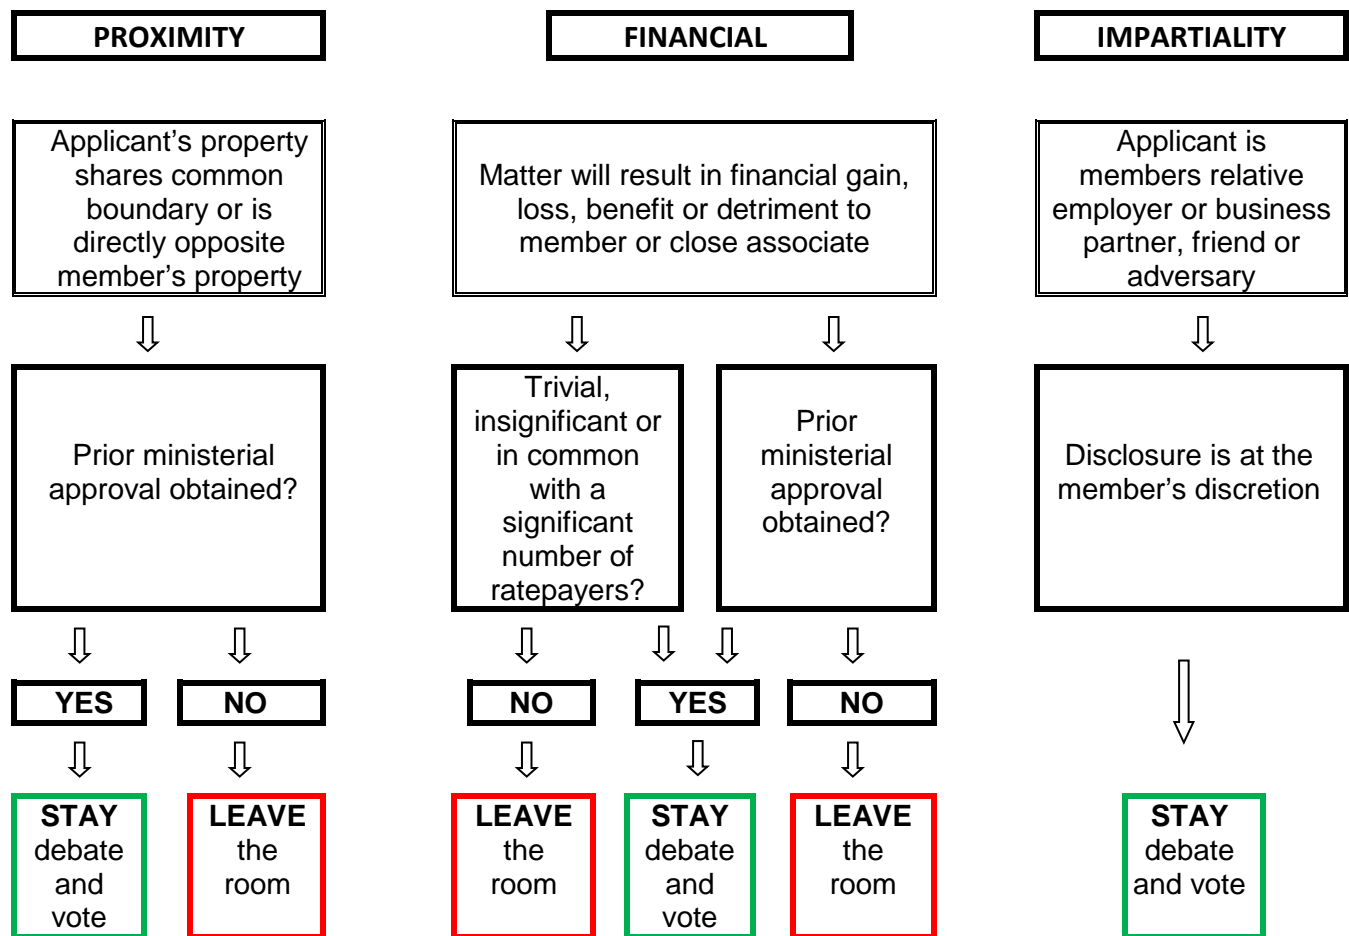 PROXIMITY
FINANCIAL
IMPARTIALITY
Applicant’s property
shares common
boundary or is
directly opposite
member’s property
Matter will result in financial gain,
loss, benefit or detriment to
member or close associate
Applicant is
members relative
employer or business
partner, friend or
adversary
Prior ministerial
approval obtained?
Trivial,
insignificant or
in common
with a
significant
number of
ratepayers?
Prior
ministerial
approval
obtained?
Disclosure is at the
member’s discretion
YES
NO
NO
YES
NO
STAY
debate
and
vote
LEAVE
the
room
LEAVE
the
room
STAY
debate
and
vote
LEAVE
the
room
STAY
debate
and vote